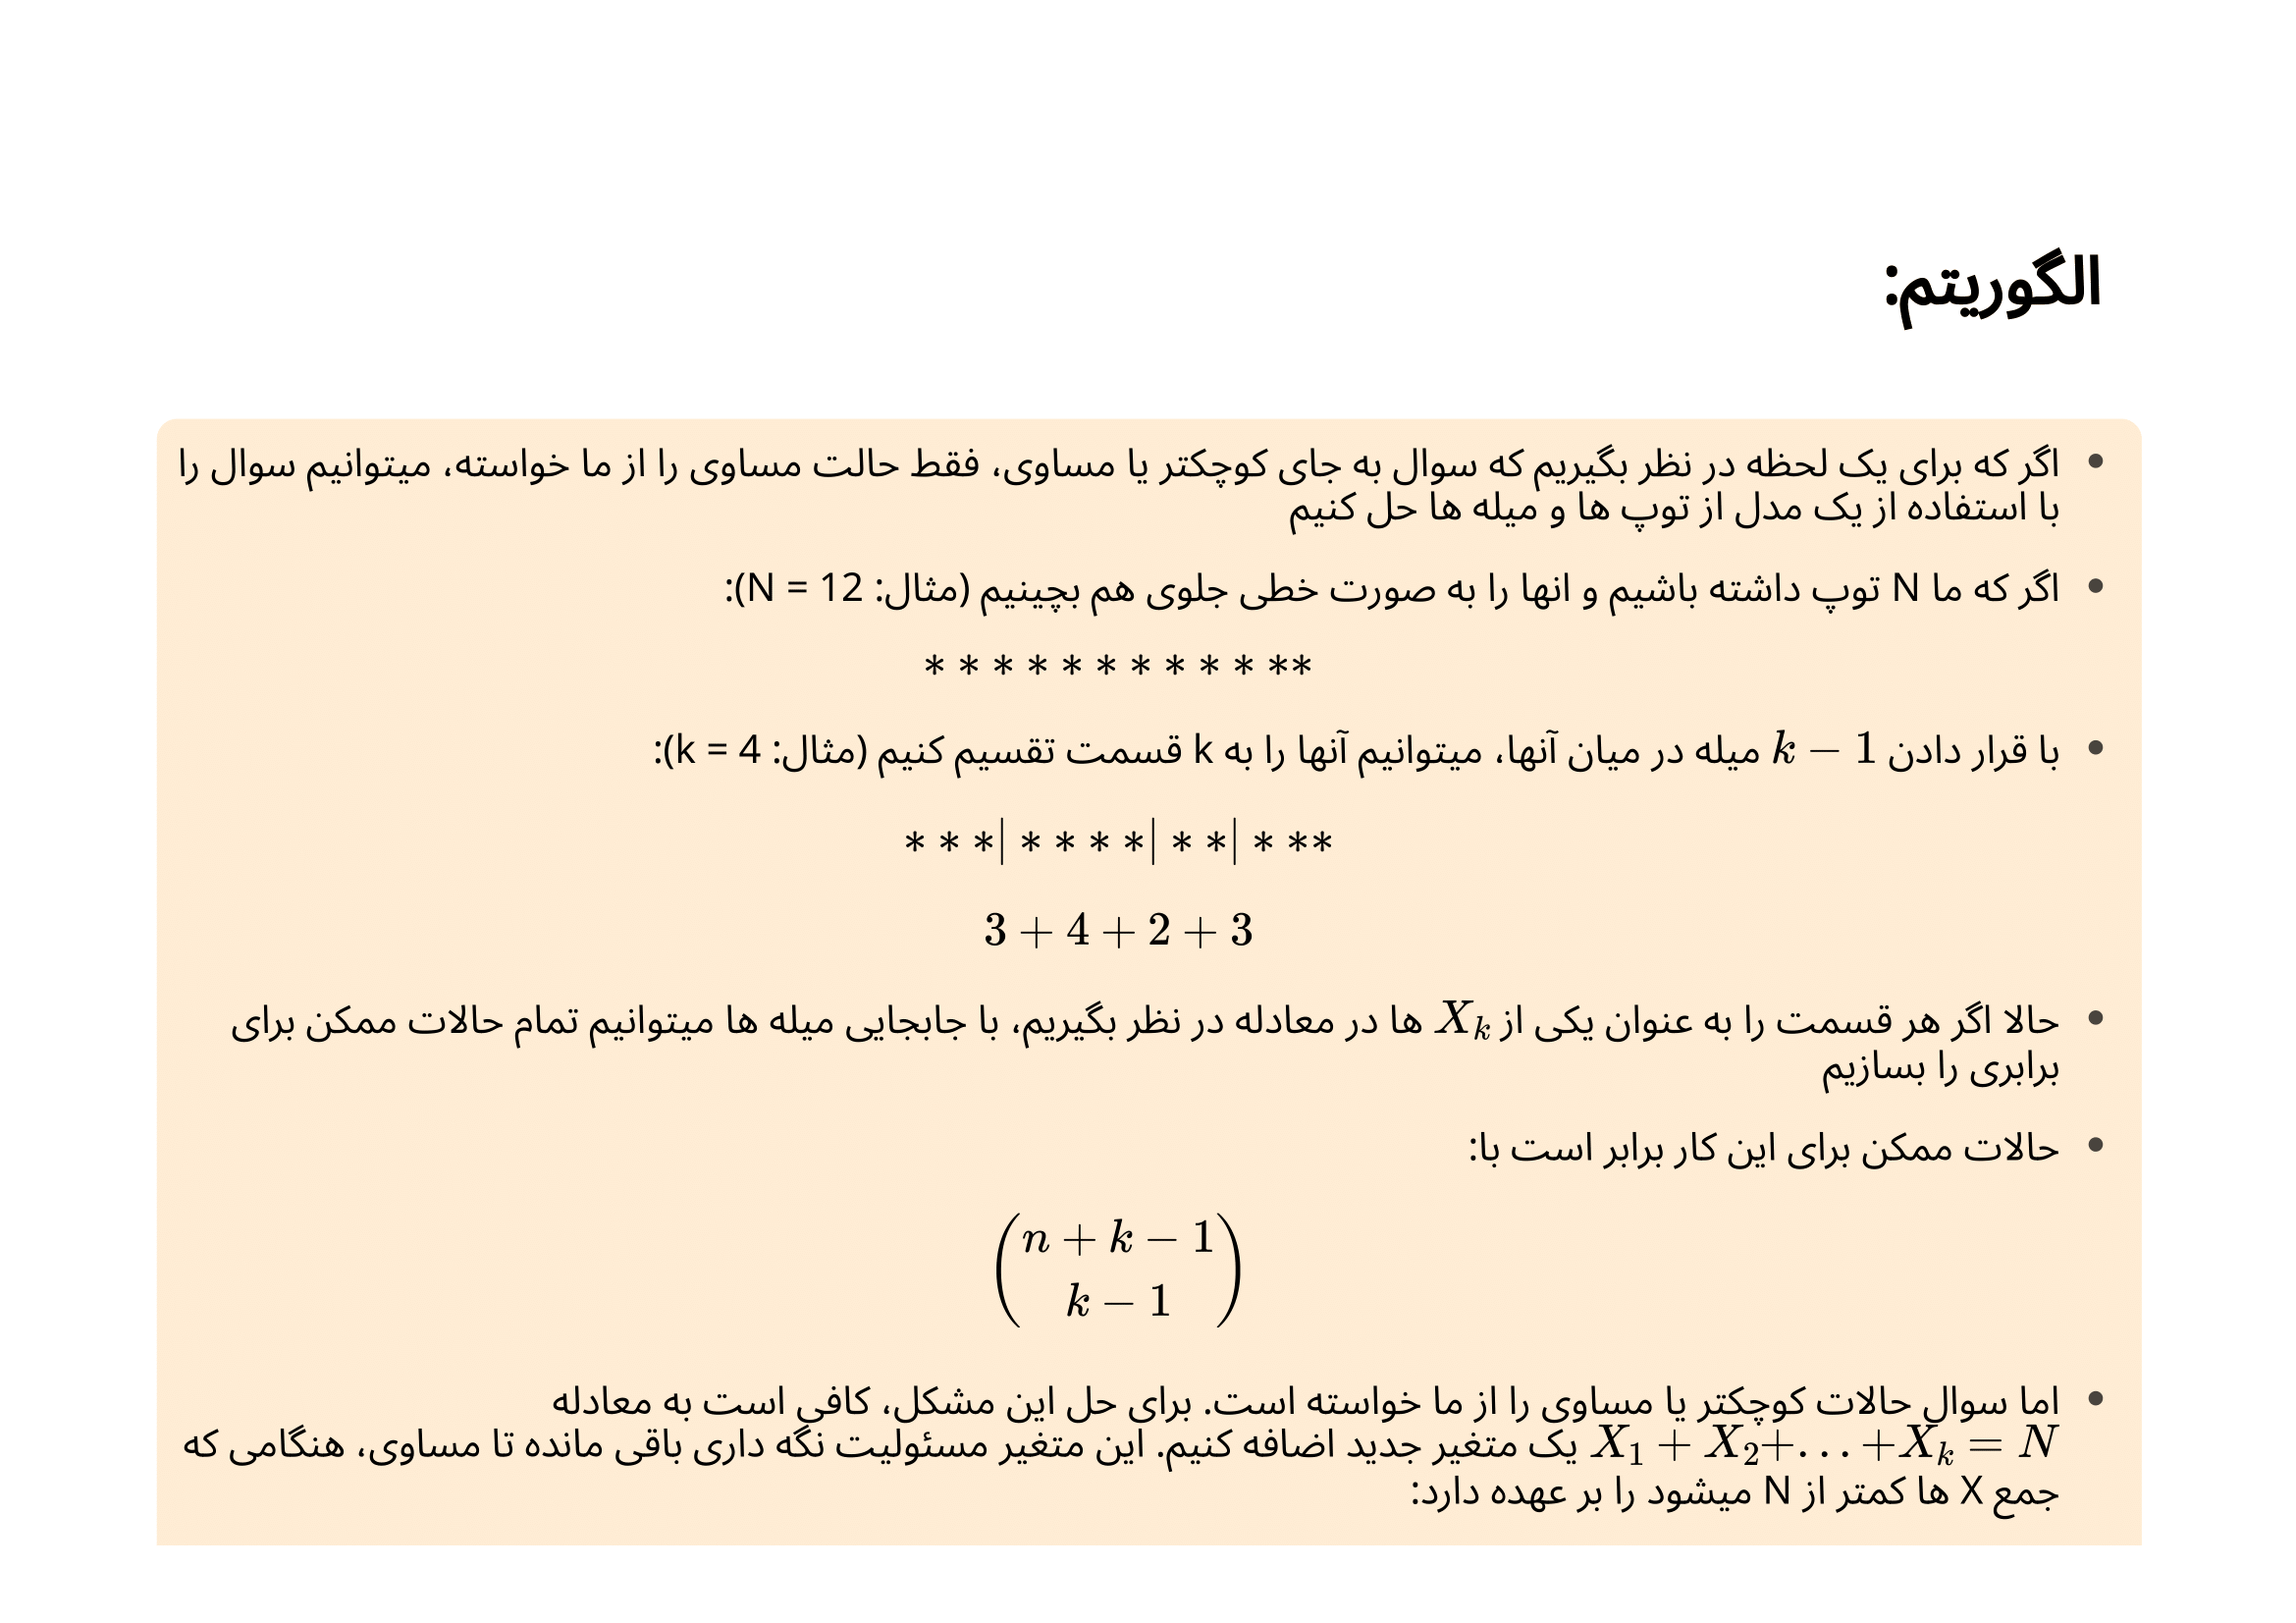 الگوریتم:
اگر که برای یک لحظه در نظر بگیریم که سوال به جای کوچکتر یا مساوی، فقط حالت مساوی را از ما خواسته، میتوانیم سوال را
با استفاده از یک مدل از توپ ها و میله ها حل کنیم
اگر که ما N توپ داشته باشیم و انها را به صورت خطی جلوی هم بچینیم (مثال: N = 12):
* * * * * * * * * * **
با قرار دادن k − 1 میله در میان آنها، میتوانیم آنها را به k قسمت تقسیم کنیم (مثال: k = 4):
* * *| * * * *| * *| * **
3 + 4 + 2 + 3
حالا اگر هر قسمت را به عنوان یکی از X_k ها در معادله در نظر بگیریم، با جابجایی میله ها میتوانیم تمام حالات ممکن برای
برابری را بسازیم
حالات ممکن برای این کار برابر است با:
n + k − 1
k − 1
اما سوال حالات کوچکتر یا مساوی را از ما خواسته است. برای حل این مشکل، کافی است به معادله
X_1 + X_2+. . . +X_k = N یک متغیر جدید اضافه کنیم. این متغیر مسئولیت نگه داری باقی مانده تا مساوی، هنگامی که
جمع X ها کمتر از N میشود را بر عهده دارد: